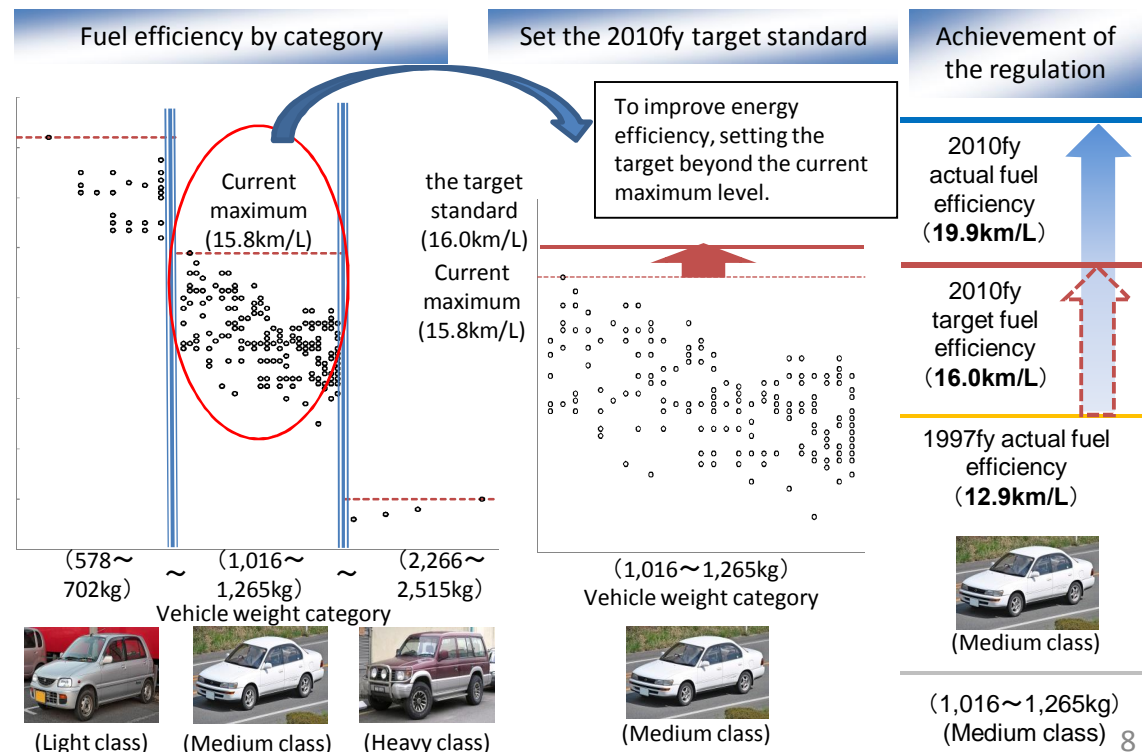 Fuel efficiency by category
Set the 2010fy target standard
Achievement of
the regulation
Current
maximum
(15.8km/L)
(578～
702kg)
～
(1,016～
1,265kg)
～
(2,266～
2,515kg)
Vehicle weight category
(Light class)
(Medium class)
(Heavy class)
To improve energy
efficiency, setting the
target beyond the current
maximum level.
the target
standard
(16.0km/L)
Current
maximum
(15.8km/L)
(1,016～1,265kg)
Vehicle weight category
(Medium class)
2010fy
actual fuel
efficiency
（19.9km/L）
2010fy
target fuel
efficiency
（16.0km/L）
1997fy actual fuel
efficiency
（12.9km/L）
(Medium class)
（1,016～1,265kg）
(Medium class)
8